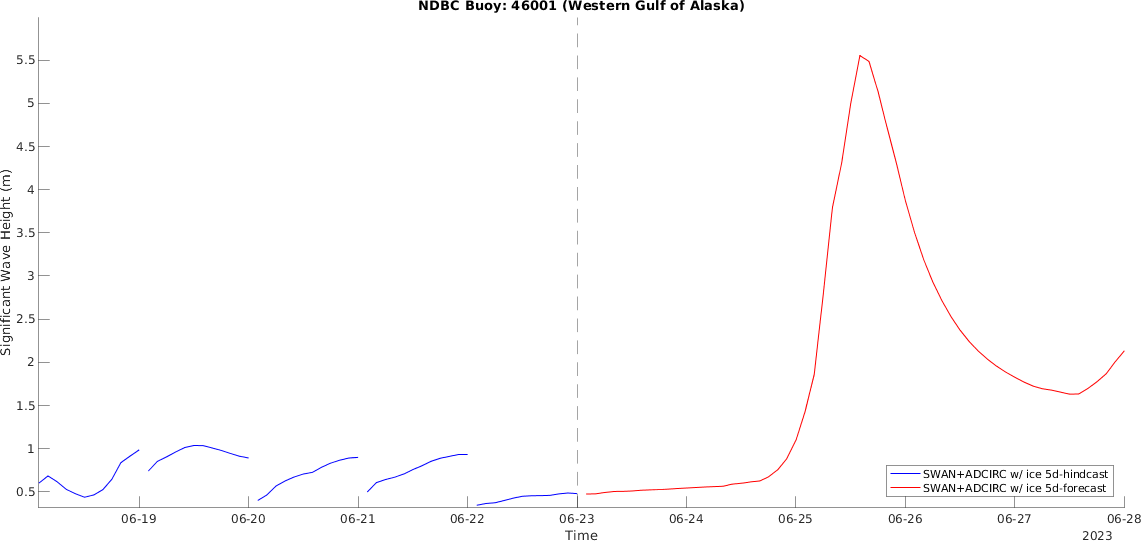 NDBC Buoy: 46001 (Western Gulf of Alaska)
5.5
5
4.5
4
3.5
3
2.5
2
1.5
1
0.5
Significant Wave Height (m)
SWAN+ADCIRC w/ ice 5d-hindcast
SWAN+ADCIRC w/ ice 5d-forecast
06-19 06-20 06-21 06-22 06-23 06-24 06-25 06-26 06-27 06-28
Time
2023